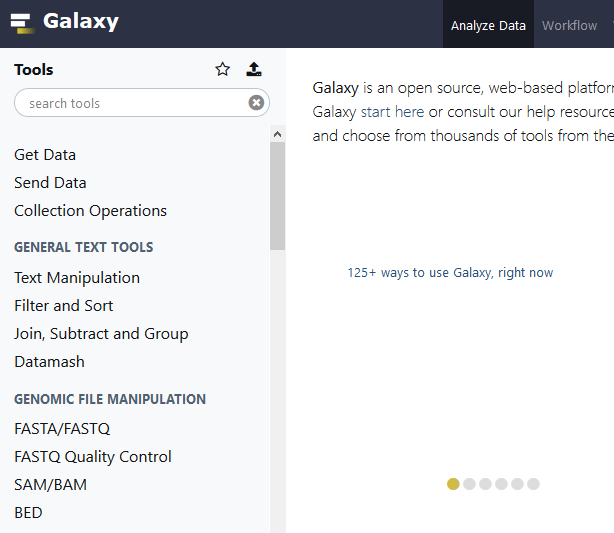 Galaxy
Analyze Data
Workflow
Tools
search tools
Get Data
Send Data
Collection Operations
GENERAL TEXT TOOLS
Text Manipulation
Filter and Sort
Join, Subtract and Group
Datamash
GENOMIC FILE MANIPULATION
FASTA/FASTQ
FASTQ Quality Control
SAM/BAM
BED
Galaxy is an open source, web-based platfor
Galaxy start here or consult our help resource
and choose from thousands of tools from the
125+ ways to use Galaxy, right now